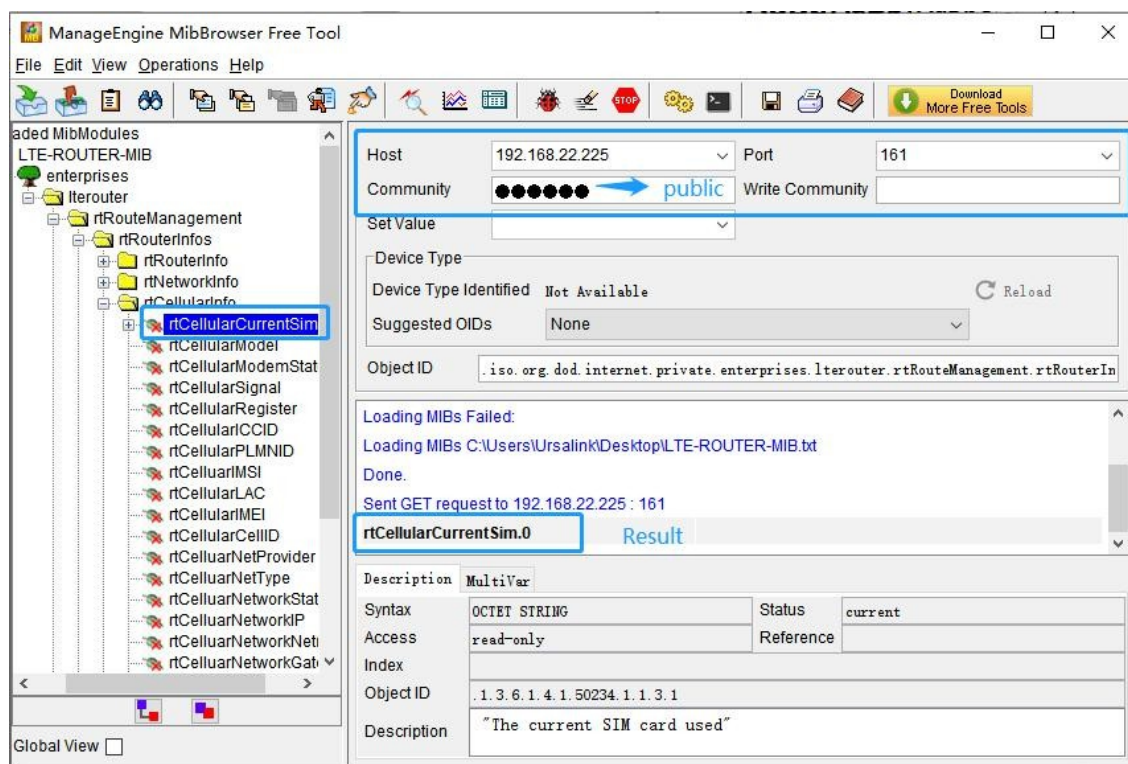 ManageEngine MibBrowser Free Tool
File Edit View Operations Help
STOP
Download
More Free Tools
aded MibModules
LTE-ROUTER-MIB
enterprises
lterouter
rtRouteManagement
rtRouterInfos
rtRouterInfo
rtNetworkInfo
rtCellularInfo
rtCellularCurrentSim
rtCellularModel
rtCellularModemStat
rtCellularSignal
rtCellularRegister
rtCellularICCID
rtCellularPLMNID
rtCelluarIMSI
rtCellularLAC
rtCellularIMEI
rtCellularCellID
rtCelluarNetProvider
rtCelluarNetType
rtCelluarNetworkStat
rtCelluarNetworkIP
rtCelluarNetworkNet
rtCelluarNetworkGat
Global View
Host 192.168.22.225 Port 161
Community ●●●●●● public Write Community
Set Value
Device Type
Device Type Identified Not Available Reload
Suggested OIDs None
Object ID .iso.org.dod.internet.private.enterprises.lterouter.rtRouteManagement.rtRouterIn
Loading MIBs Failed:
Loading MIBs C:\Users\Ursalink\Desktop\LTE-ROUTER-MIB.txt
Done.
Sent GET request to 192.168.22.225 : 161
rtCellularCurrentSim.0 Result
Description MultiVar
Syntax OCTET STRING Status current
Access read-only Reference
Index
Object ID .1.3.6.1.4.1.50234.1.1.3.1
Description "The current SIM card used"